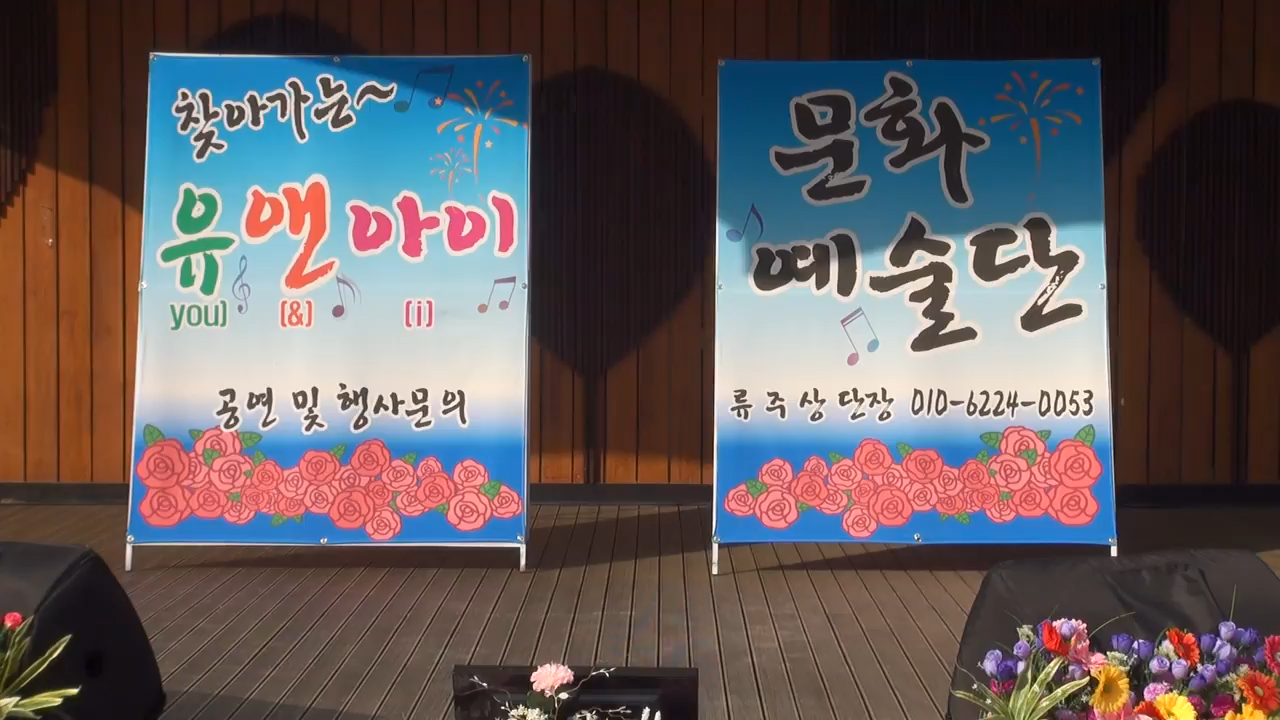 찾아가는~
유앤아이
you) (&) (i)
공연 및 행사문의
문화
예술단
류주상 단장 010-6224-0053